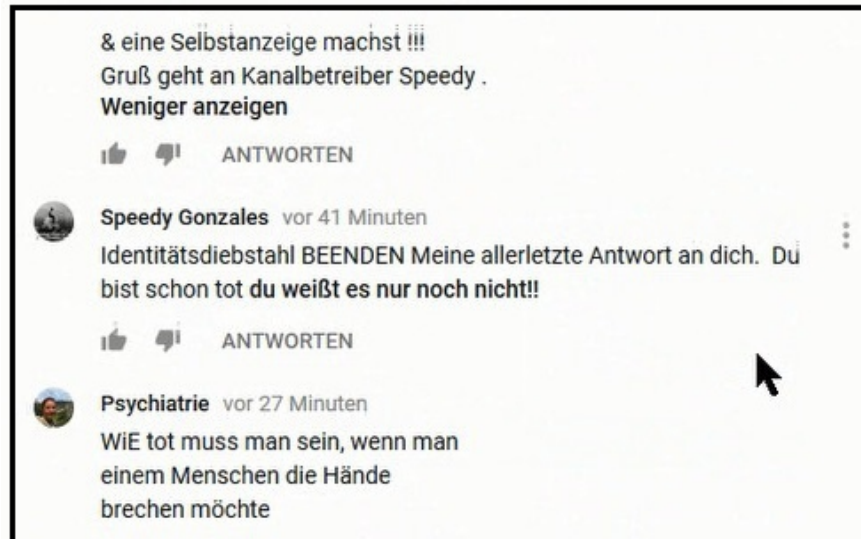 & eine Selbstanzeige machst !!!
Gruß geht an Kanalbetreiber Speedy .
Weniger anzeigen
ANTWORTEN
Speedy Gonzales vor 41 Minuten
Identitätsdiebstahl BEENDEN Meine allerletzte Antwort an dich. Du
bist schon tot du weißt es nur noch nicht!!
ANTWORTEN
Psychiatrie vor 27 Minuten
WiE tot muss man sein, wenn man
einem Menschen die Hände
brechen möchte